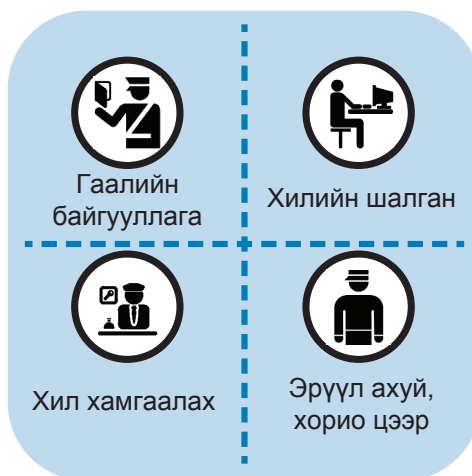 Гаалийн
байгууллага
Хилийн шалган
Хил хамгаалах
Эрүүл ахуй,
хорио цээр